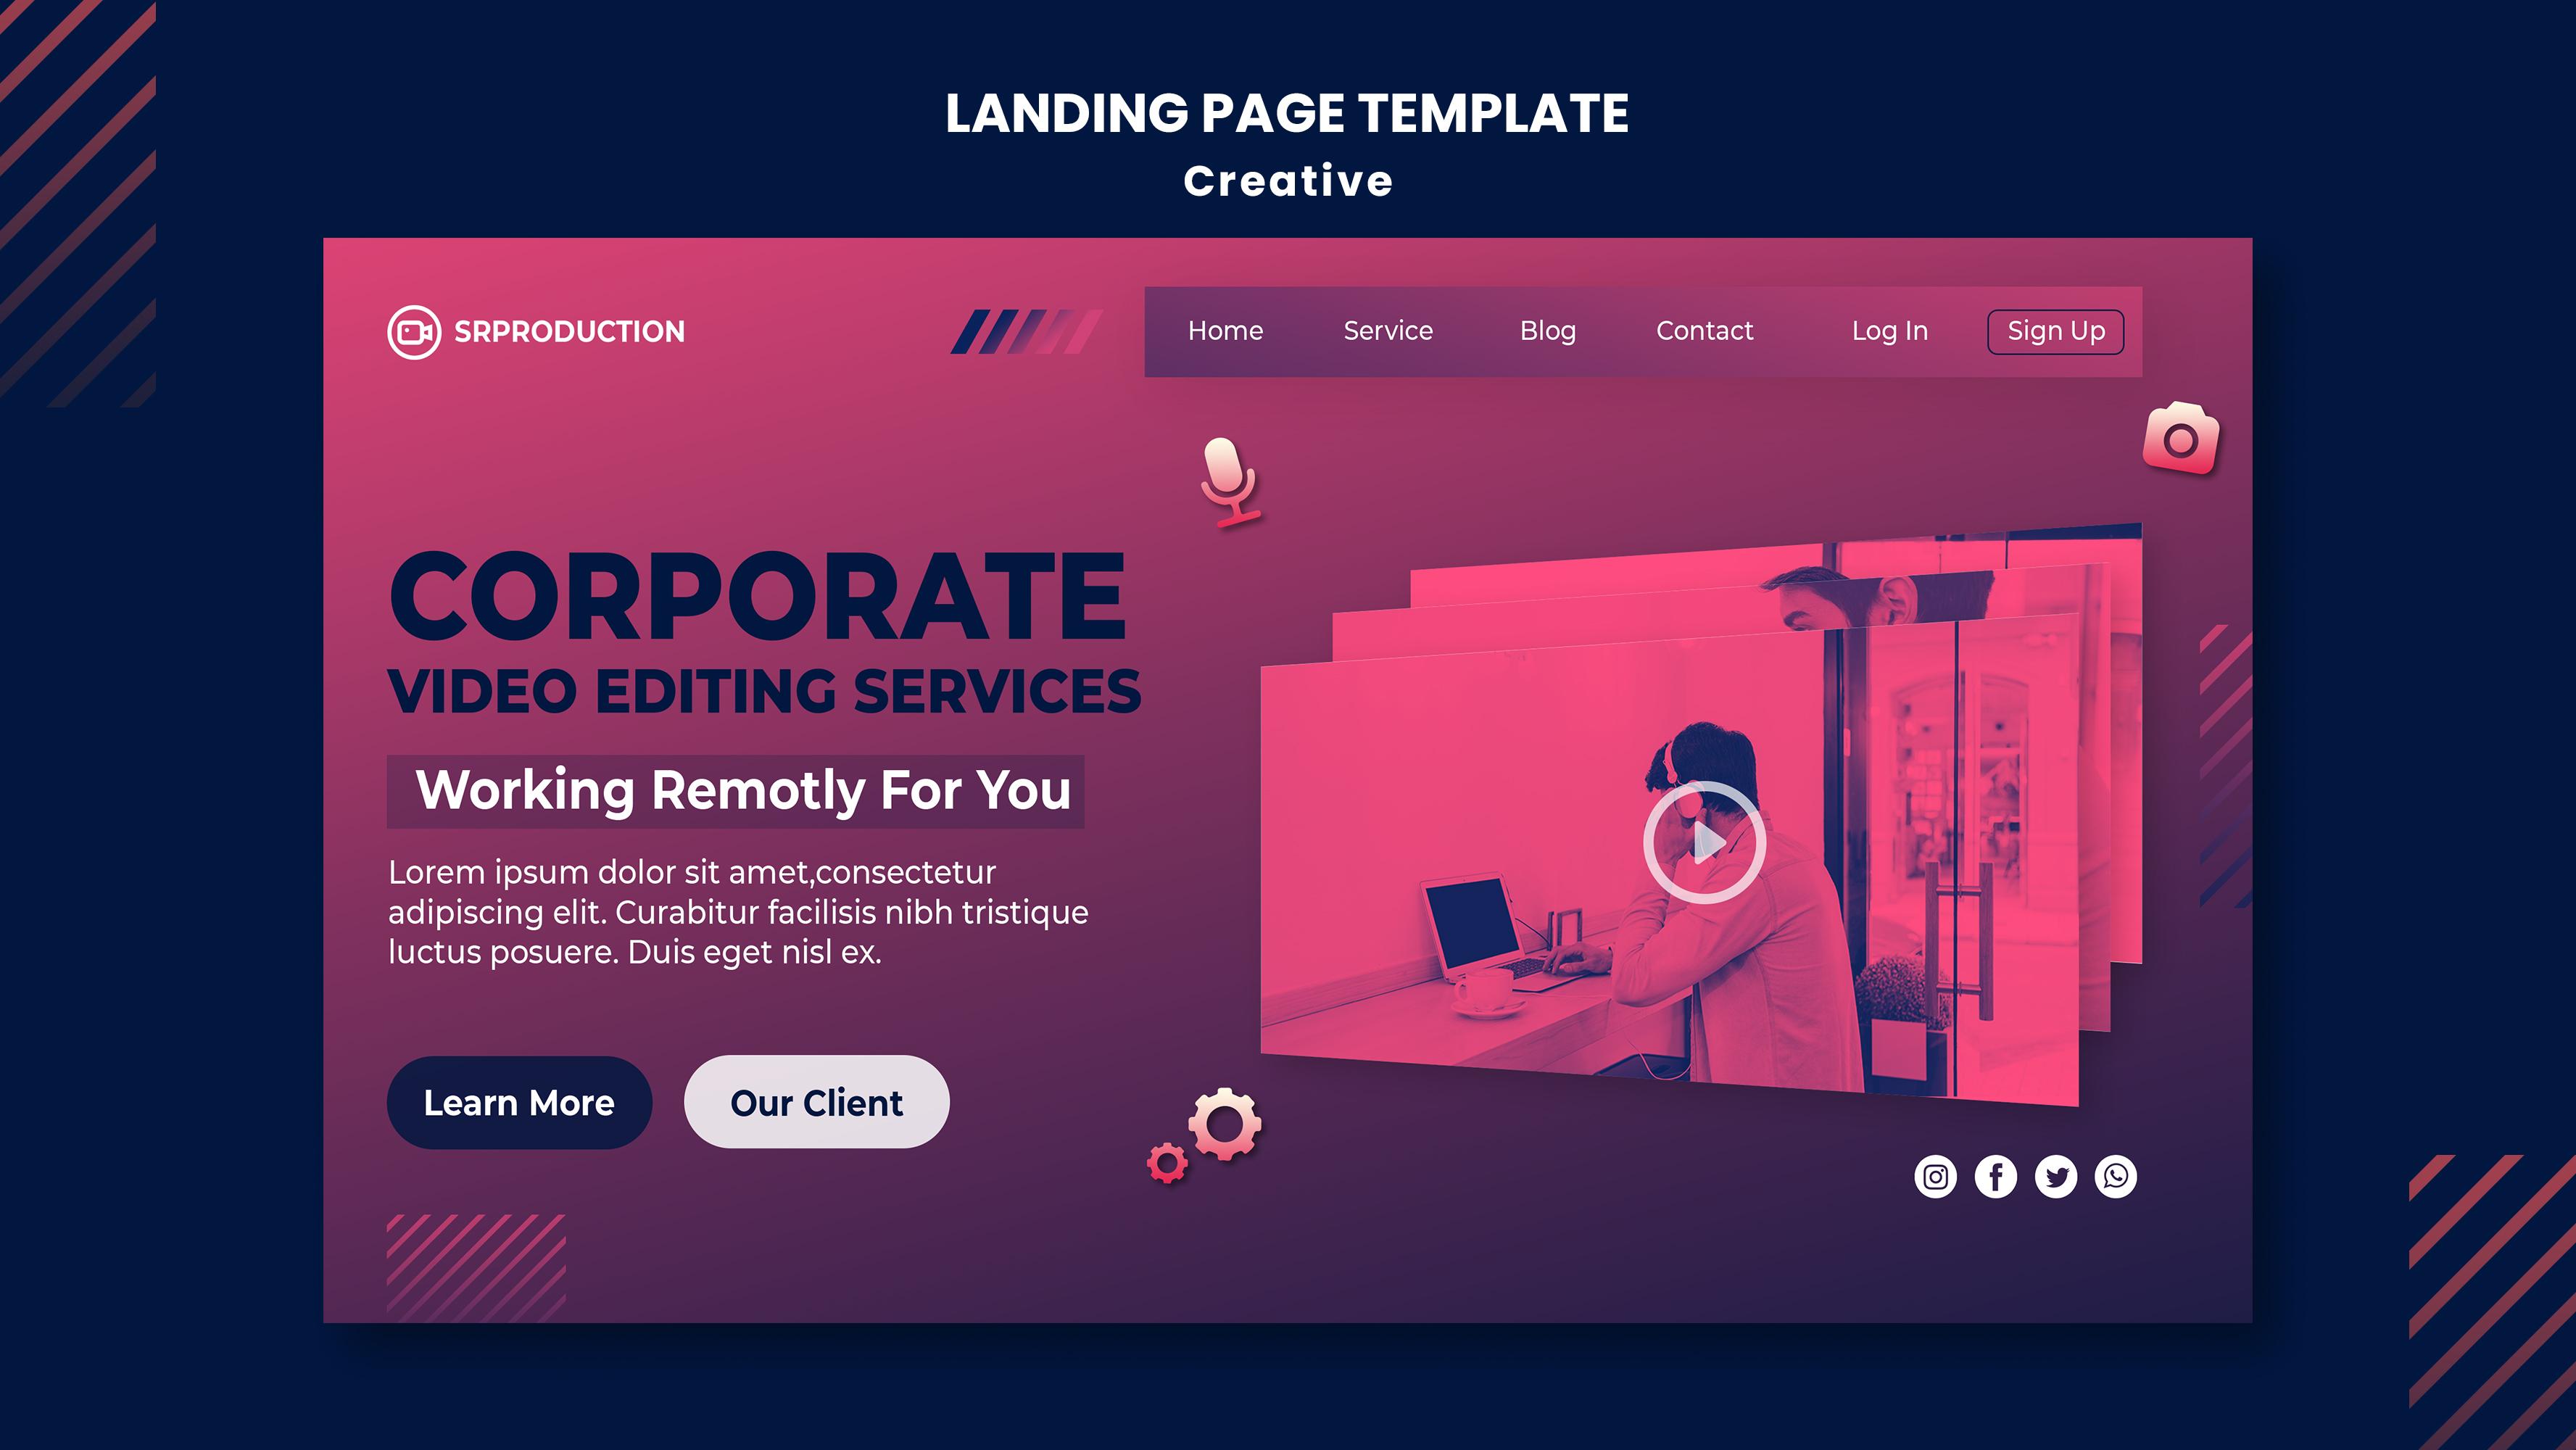 LANDING PAGE TEMPLATE
Creative
SRPRODUCTION
Home Service Blog Contact Log In Sign Up
CORPORATE
VIDEO EDITING SERVICES
Working Remotly For You
Lorem ipsum dolor sit amet,consectetur
adipiscing elit. Curabitur facilisis nibh tristique
luctus posuere. Duis eget nisl ex.
Learn More Our Client